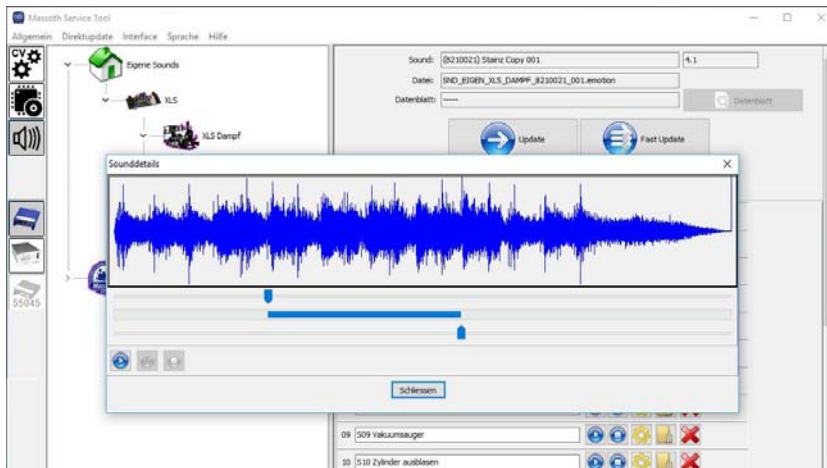 Massoth Service Tool
Allgemein Direktupdate Interface Sprache Hilfe
CV
Eigene Sounds
XLS
XLS Dampf
55045
Sound: (8210021) Stainz Copy 001 4.1
Datei: SND_EIGEN_XLS_DAMPF_8210021_001.emotion
Datenblatt: ----- Datenblatt
Update Fast Update
Sounddetails
Schliessen
09 S09 Vakuumsauger
10 S10 Zylinder ausblasen